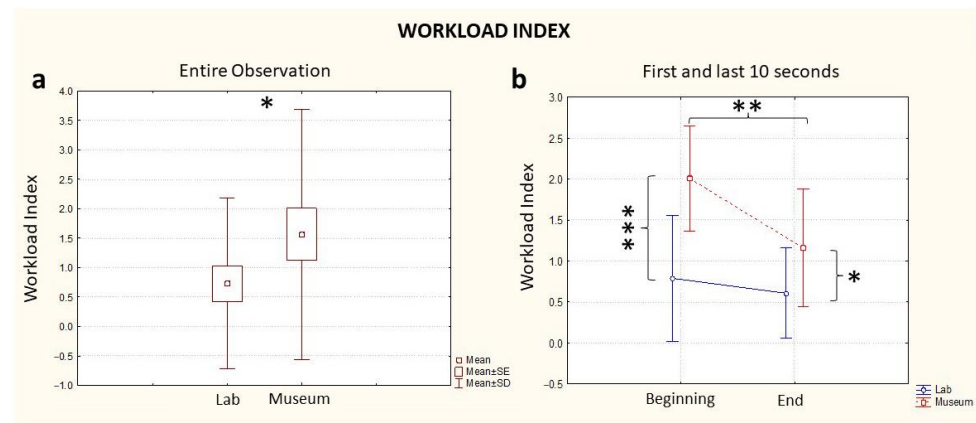 WORKLOAD INDEX
a
Entire Observation
*
Workload Index
4.0
3.5
3.0
2.5
2.0
1.5
1.0
0.5
0.0
−0.5
−1.0
Lab Museum
Mean
Mean±SE
Mean±SD
b
First and last 10 seconds
**
***
*
Workload Index
3.0
2.5
2.0
1.5
1.0
0.5
0.0
−0.5
Beginning End
Lab
Museum